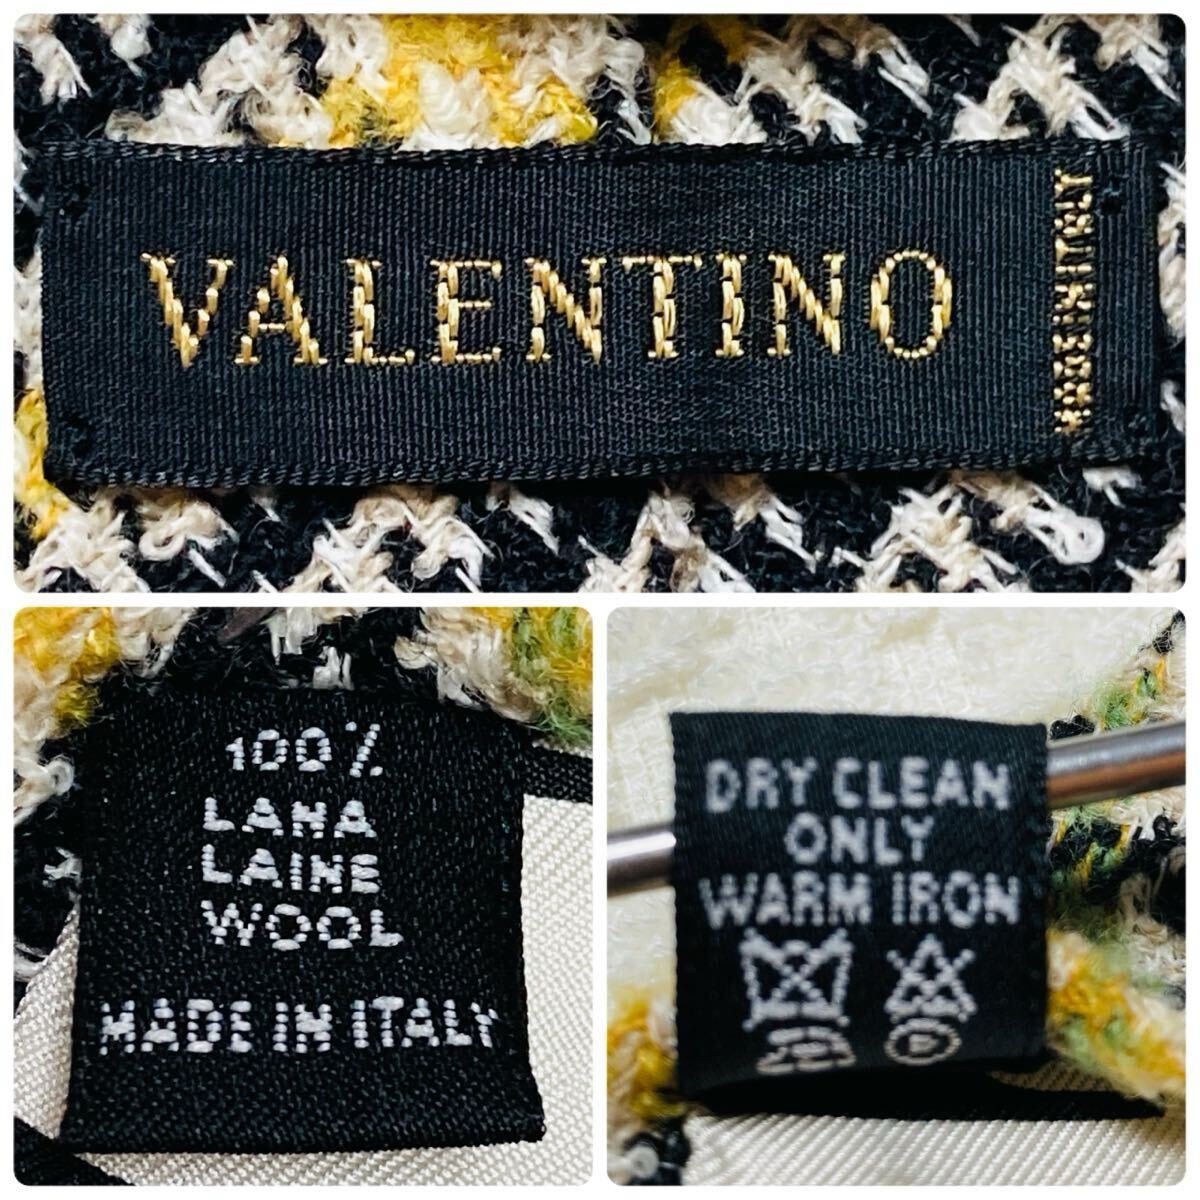 VALENTINO
100%
LANA
LAINE
WOOL
MADE IN ITALY
DRY CLEAN
ONLY
WARM IRON
P